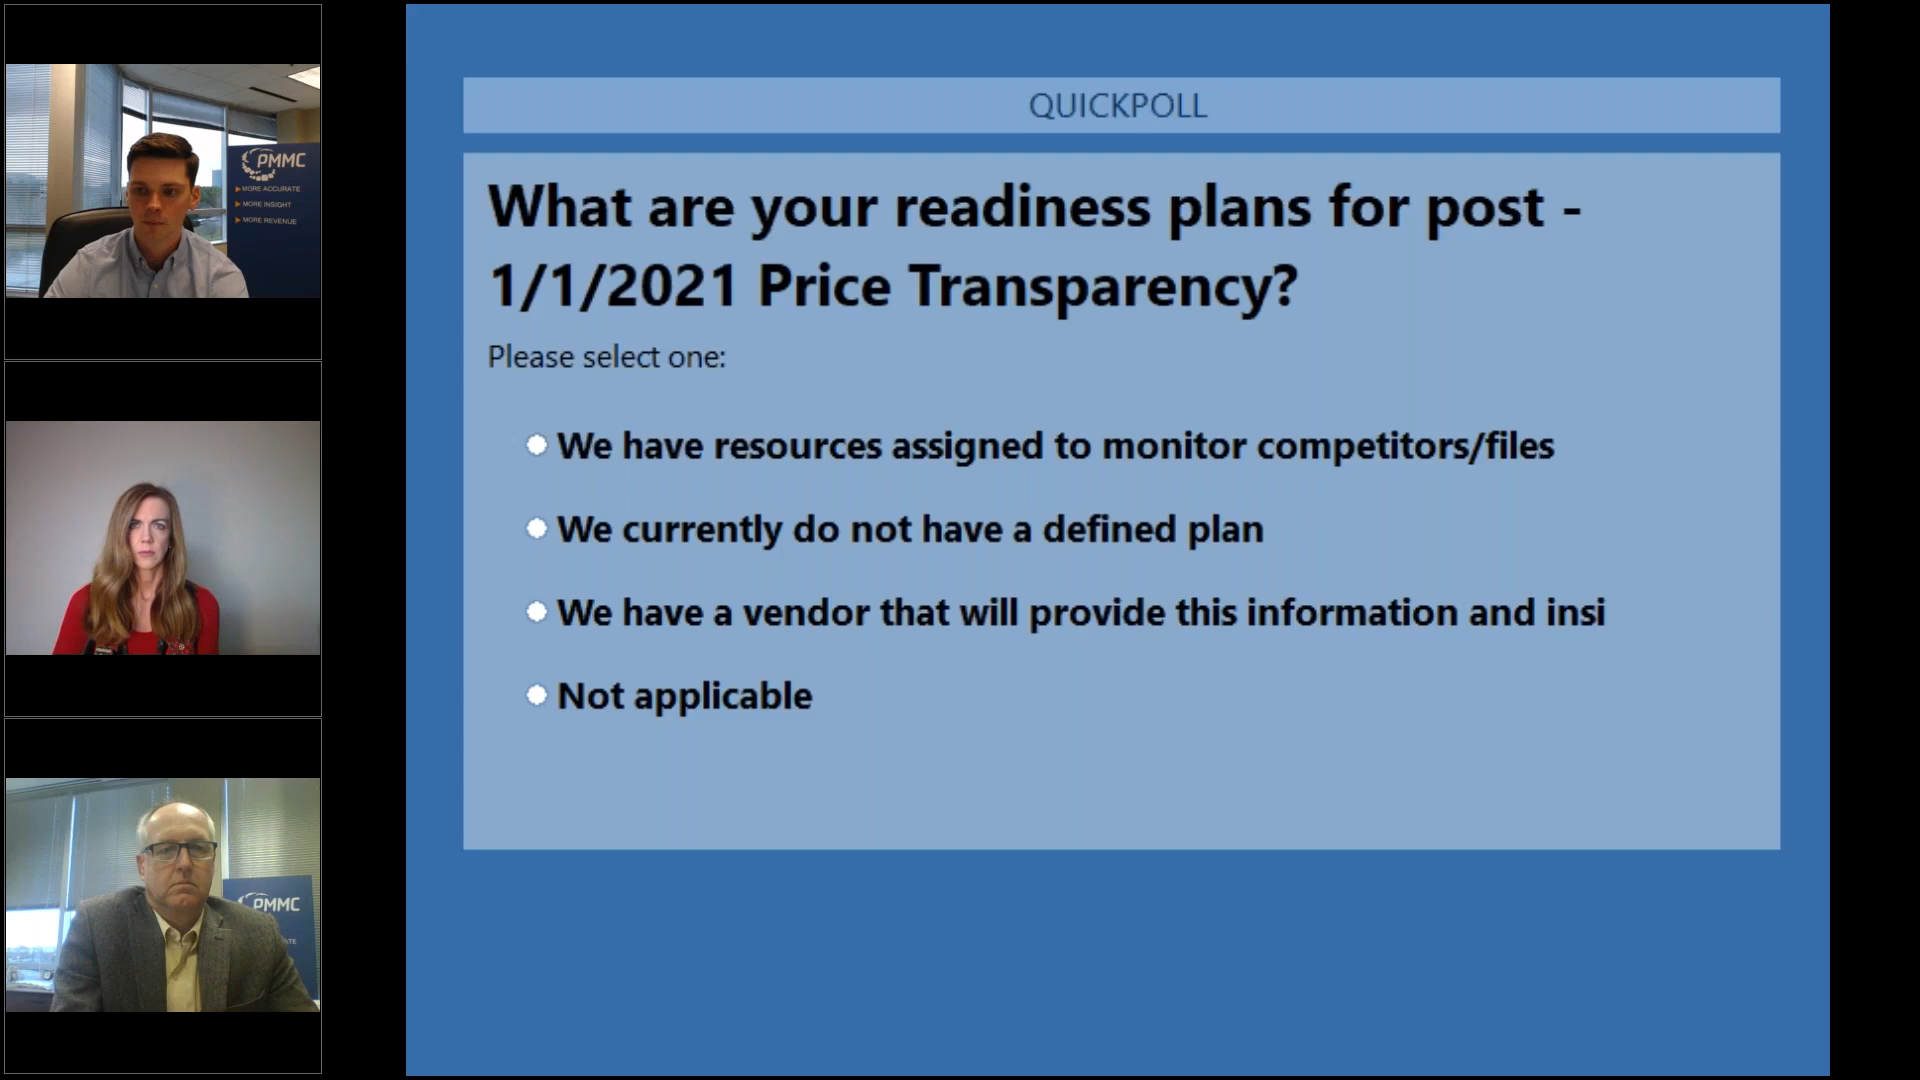 PMMC
MORE ACCURATE
MORE INSIGHT
MORE REVENUE
PMMC
QUICKPOLL
What are your readiness plans for post -
1/1/2021 Price Transparency?
Please select one:
We have resources assigned to monitor competitors/files
We currently do not have a defined plan
We have a vendor that will provide this information and insi
Not applicable